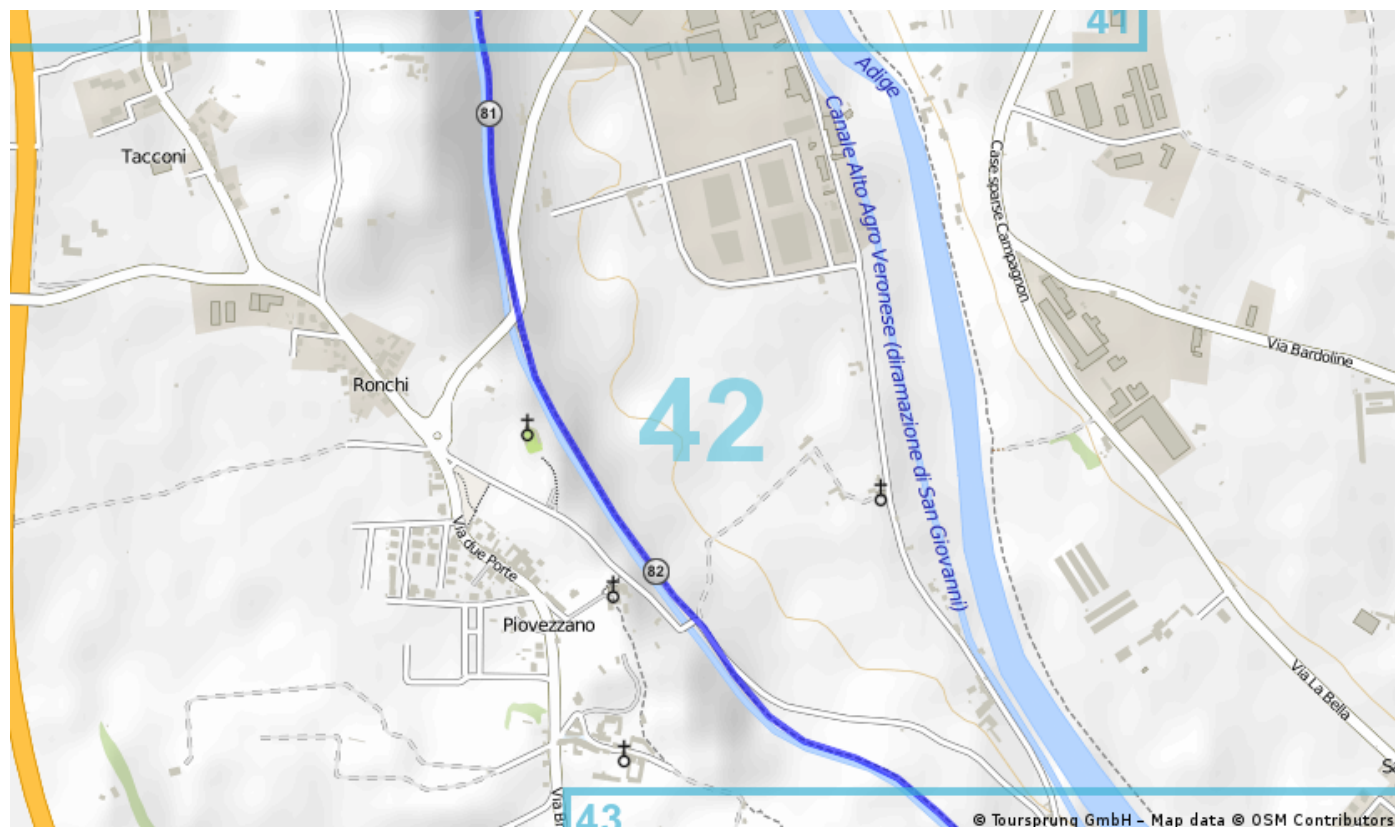 41
Adige
81
Canale Alto Agro Veronese (diramazione di San Giovanni)
Tacconi
Case sparse Campagnon
Via Bardoline
Ronchi
42
Via due Porte
82
Piovezzano
Via La Bella
43
© Toursprung GmbH – Map data © OSM Contributors